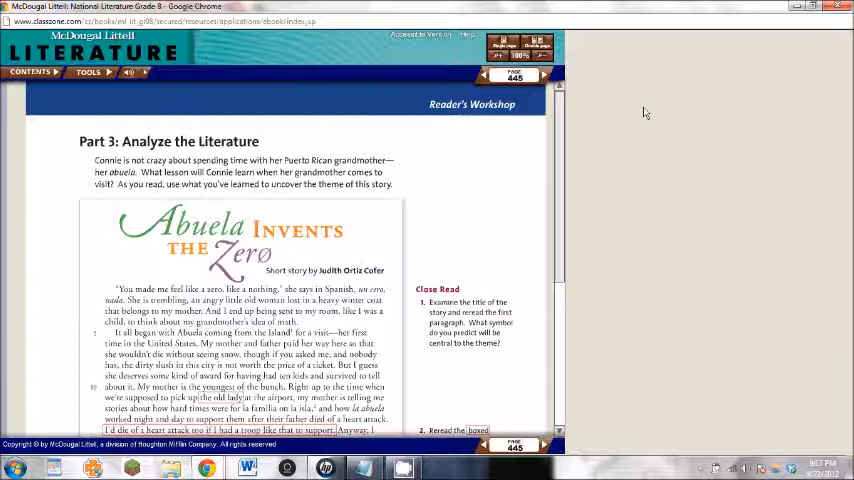 McDougal Littell: National Literature Grade 8 - Google Chrome
McDougal Littell
LITERATURE
Accessible Version
Help
Single page
Double page
100%
CONTENTS
TOOLS
PAGE
445
Reader's Workshop
Part 3: Analyze the Literature
Connie is not crazy about spending time with her Puerto Rican grandmother—
her abuela. What lesson will Connie learn when her grandmother comes to
visit? As you read, use what you've learned to uncover the theme of this story.
Abuela INVENTS
THE Zero
Short story by Judith Ortiz Cofer
"You made me feel like a zero, like a nothing," she says in Spanish, un cero,
nada. She is trembling, an angry little old woman lost in a heavy winter coat
that belongs to my mother. And I end up being sent to my room, like I was a
child, to think about my grandmother's idea of math.
5 It all began with Abuela coming from the Island¹ for a visit—her first
time in the United States. My mother and father paid her way here so that
she wouldn't die without seeing snow, though if you asked me, and nobody
has, the dirty slush in this city is not worth the price of a ticket. But I guess
she deserves some kind of award for having had ten kids and survived to tell
10 about it. My mother is the youngest of the bunch. Right up to the time when
we're supposed to pick up the old lady at the airport, my mother is telling me
stories about how hard times were for la familia on la isla,² and how la abuela
worked night and day to support them after their father died of a heart attack.
I'd die of a heart attack too if I had a troop like that to support. Anyway, I
Close Read
1. Examine the title of the
story and reread the first
paragraph. What symbol
do you predict will be
central to the theme?
2. Reread the boxed
Copyright © by McDougal Littell, a division of Houghton Mifflin Company. All rights reserved.
PAGE
445
9:17 PM